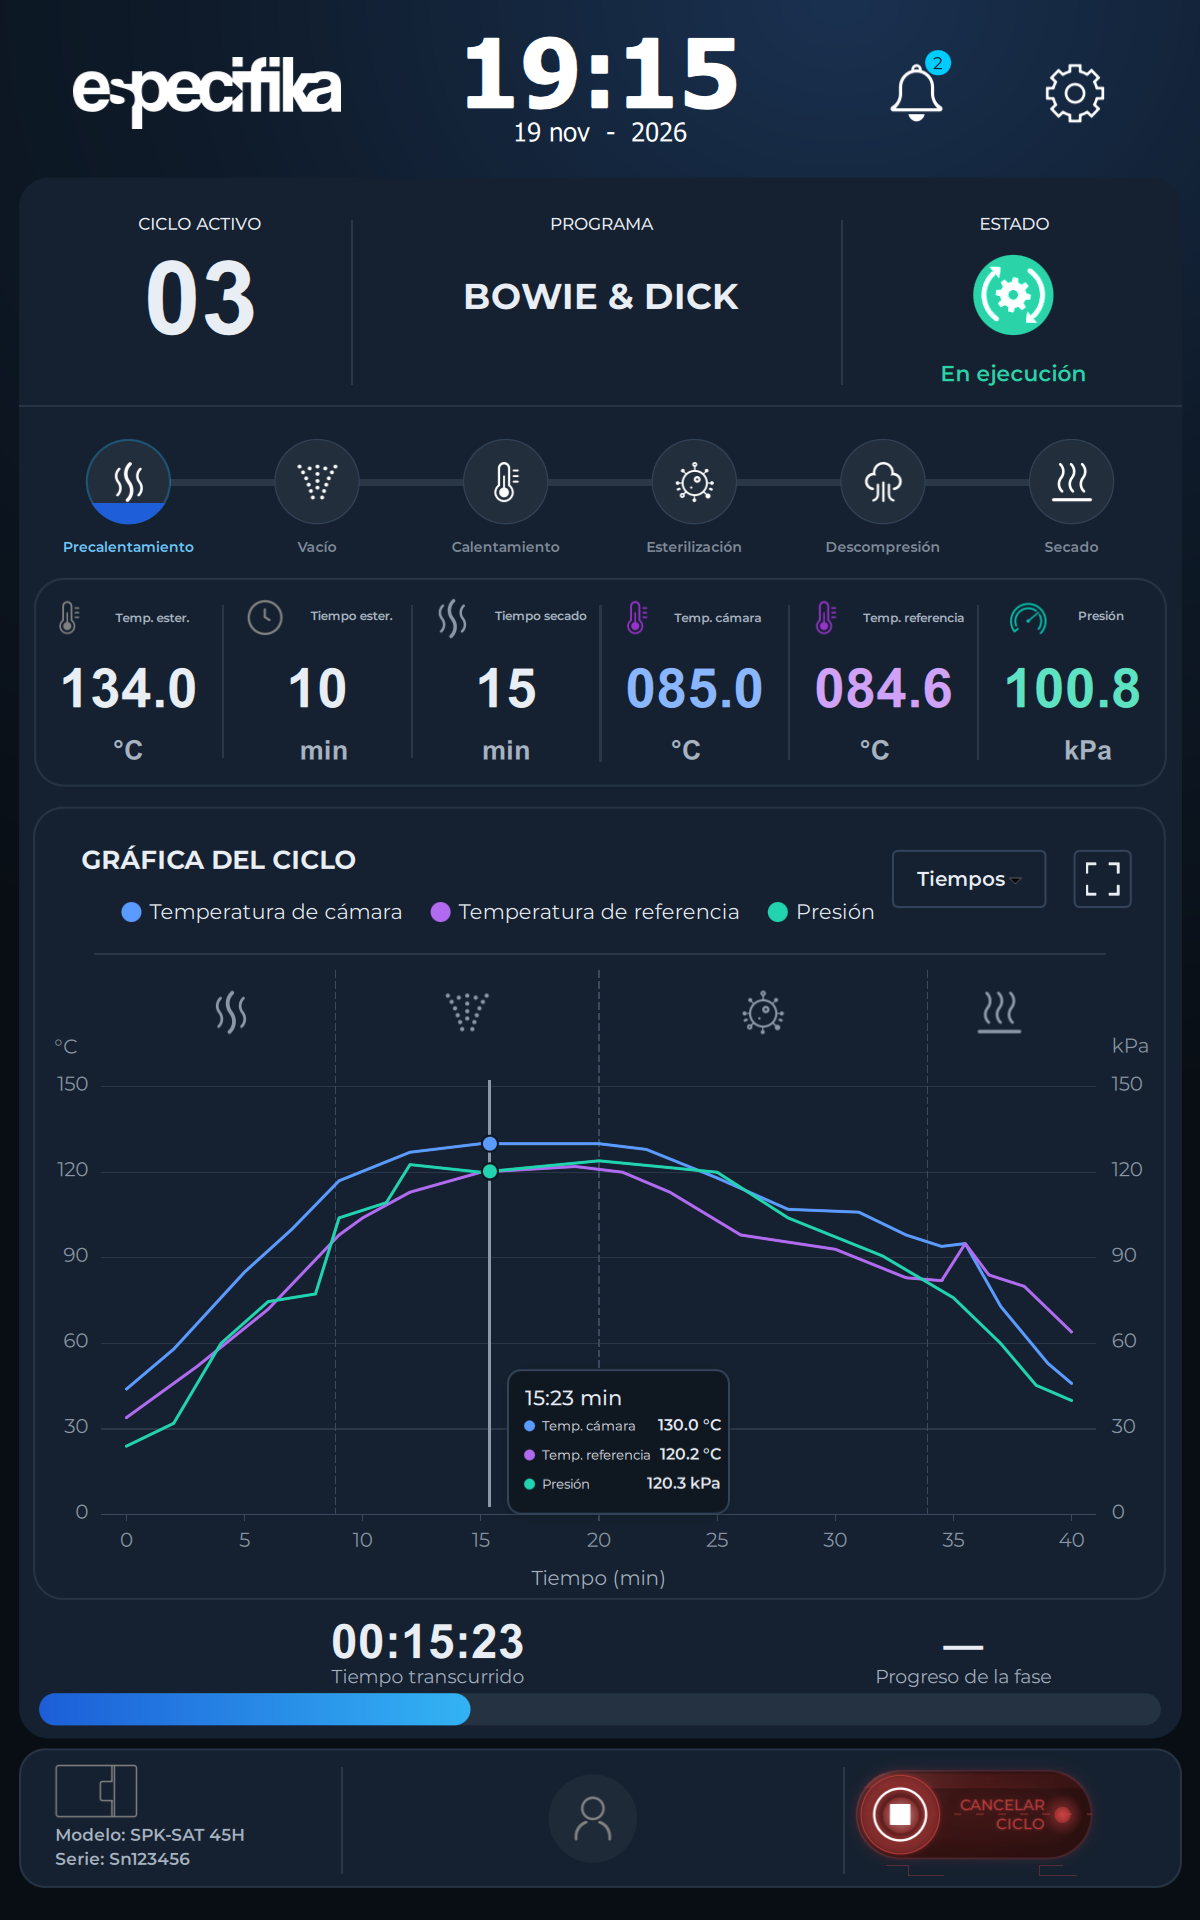 especifika
19:15
19 nov - 2026
2
CICLO ACTIVO
03
PROGRAMA
BOWIE & DICK
ESTADO
En ejecución
Precalentamiento
Vacío
Calentamiento
Esterilización
Descompresión
Secado
Temp. ester.
134.0
°C
Tiempo ester.
10
min
Tiempo secado
15
min
Temp. cámara
085.0
°C
Temp. referencia
084.6
°C
Presión
100.8
kPa
GRÁFICA DEL CICLO
Tiempos
Temperatura de cámara
Temperatura de referencia
Presión
°C
150
120
90
60
30
0
kPa
150
120
90
60
30
0
15:23 min
Temp. cámara 130.0 °C
Temp. referencia 120.2 °C
Presión 120.3 kPa
0 5 10 15 20 25 30 35 40
Tiempo (min)
00:15:23
Tiempo transcurrido
—
Progreso de la fase
Modelo: SPK-SAT 45H
Serie: Sn123456
CANCELAR
CICLO